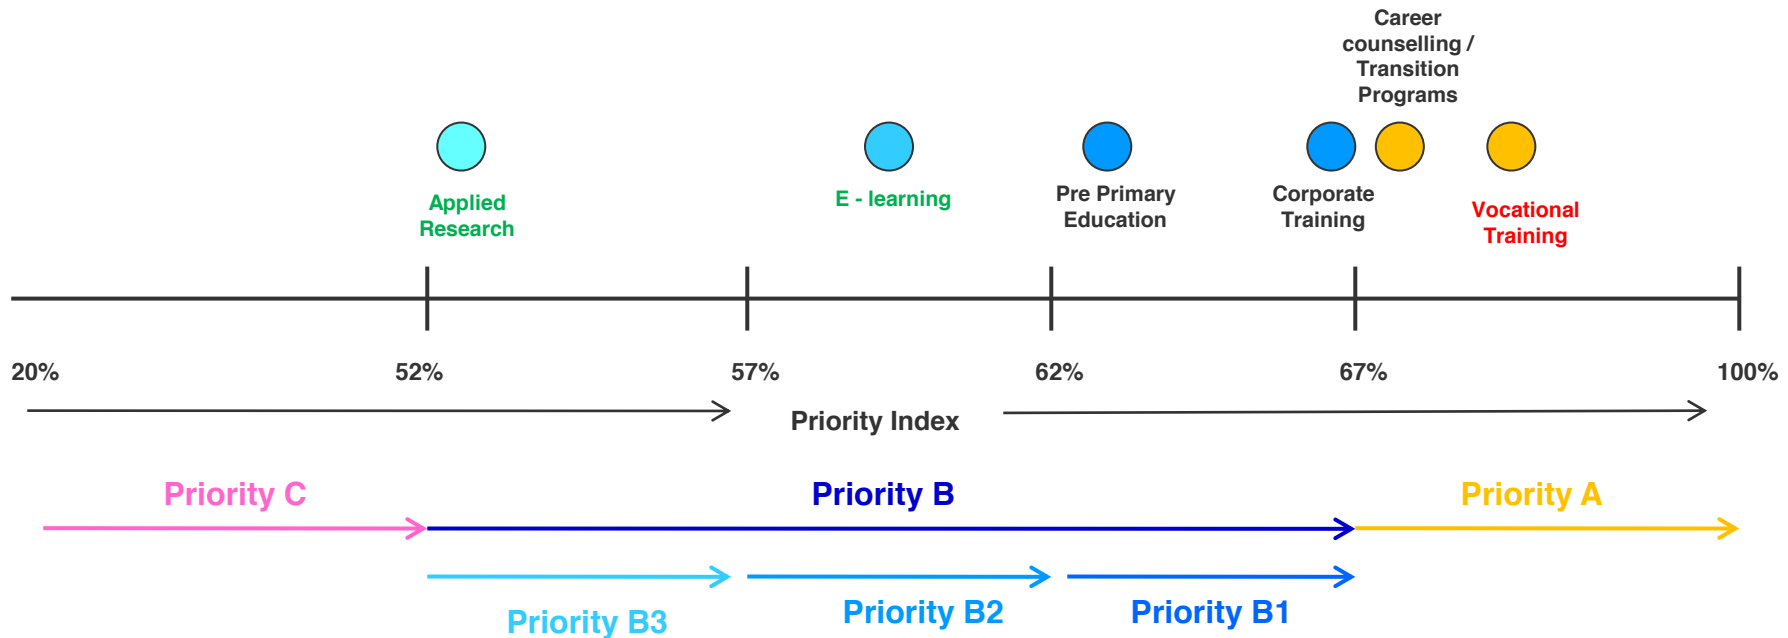 Career
counselling /
Transition
Programs
Applied
Research
E - learning
Pre Primary
Education
Corporate
Training
Vocational
Training
20%
52%
57%
62%
67%
100%
Priority Index
Priority C
Priority B
Priority A
Priority B3
Priority B2
Priority B1